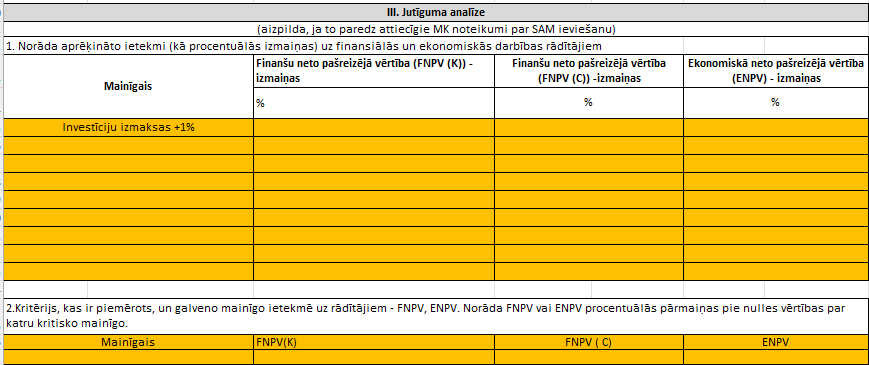 III. Jutīguma analīze
(aizpilda, ja to paredz attiecīgie MK noteikumi par SAM ieviešanu)
1. Norāda aprēķināto ietekmi (kā procentuālās izmaiņas) uz finansiālās un ekonomiskās darbības rādītājiem
Mainīgais
Finanšu neto pašreizējā vērtība (FNPV (K)) -
izmaiņas
Finanšu neto pašreizējā vērtība
(FNPV (C)) -izmaiņas
Ekonomiskā neto pašreizējā vērtība
(ENPV) - izmaiņas
%
%
%
Investīciju izmaksas +1%
2.Kritērijs, kas ir piemērots, un galveno mainīgo ietekmē uz rādītājiem - FNPV, ENPV. Norāda FNPV vai ENPV procentuālās pārmaiņas pie nulles vērtības par
katru kritisko mainīgo.
Mainīgais
FNPV(K)
FNPV ( C)
ENPV